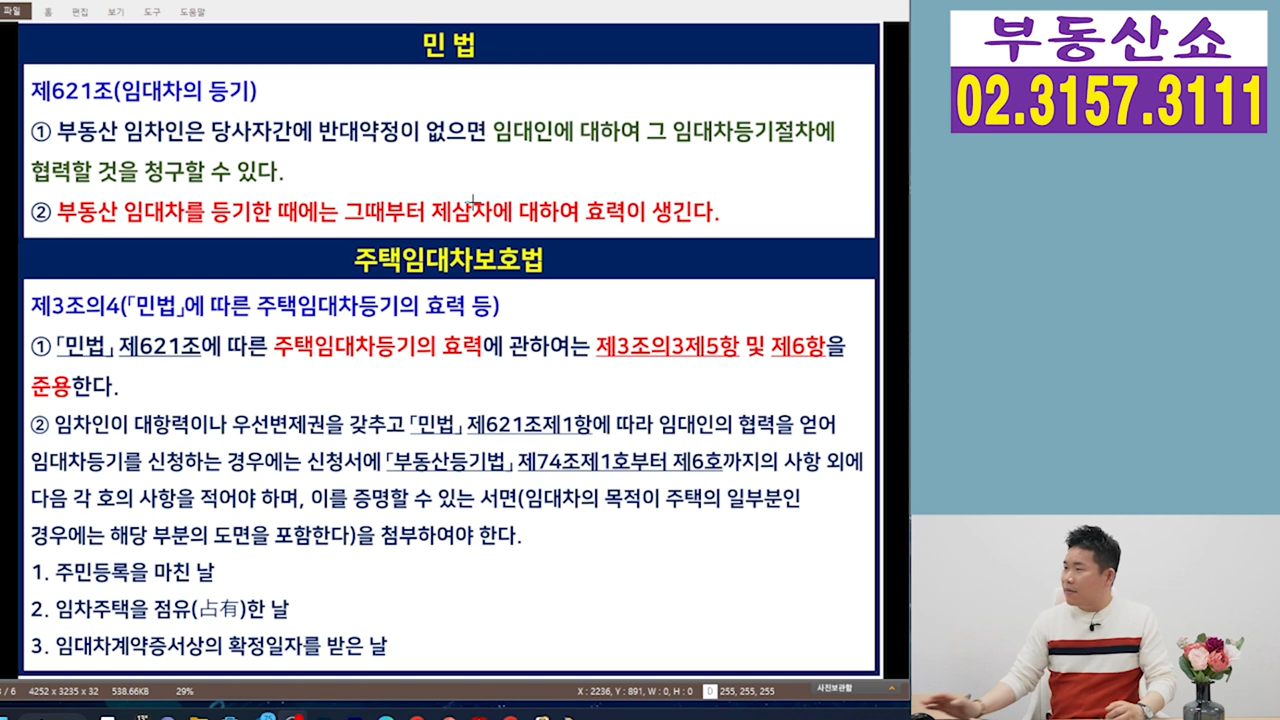 파일 홈 편집 보기 도구 도움말
민 법
제621조(임대차의 등기)
① 부동산 임차인은 당사자간에 반대약정이 없으면 임대인에 대하여 그 임대차등기절차에
협력할 것을 청구할 수 있다.
② 부동산 임대차를 등기한 때에는 그때부터 제삼자에 대하여 효력이 생긴다.
주택임대차보호법
제3조의4(「민법」에 따른 주택임대차등기의 효력 등)
① 「민법」 제621조에 따른 주택임대차등기의 효력에 관하여는 제3조의3제5항 및 제6항을
준용한다.
② 임차인이 대항력이나 우선변제권을 갖추고 「민법」 제621조제1항에 따라 임대인의 협력을 얻어
임대차등기를 신청하는 경우에는 신청서에 「부동산등기법」 제74조제1호부터 제6호까지의 사항 외에
다음 각 호의 사항을 적어야 하며, 이를 증명할 수 있는 서면(임대차의 목적이 주택의 일부분인
경우에는 해당 부분의 도면을 포함한다)을 첨부하여야 한다.
1. 주민등록을 마친 날
2. 임차주택을 점유(占有)한 날
3. 임대차계약증서상의 확정일자를 받은 날
/ 6 4252 x 3235 x 32 538.66KB 29% X : 2236, Y : 891, W : 0, H : 0 D 255, 255, 255 사진보관함
부동산쇼
02.3157.3111